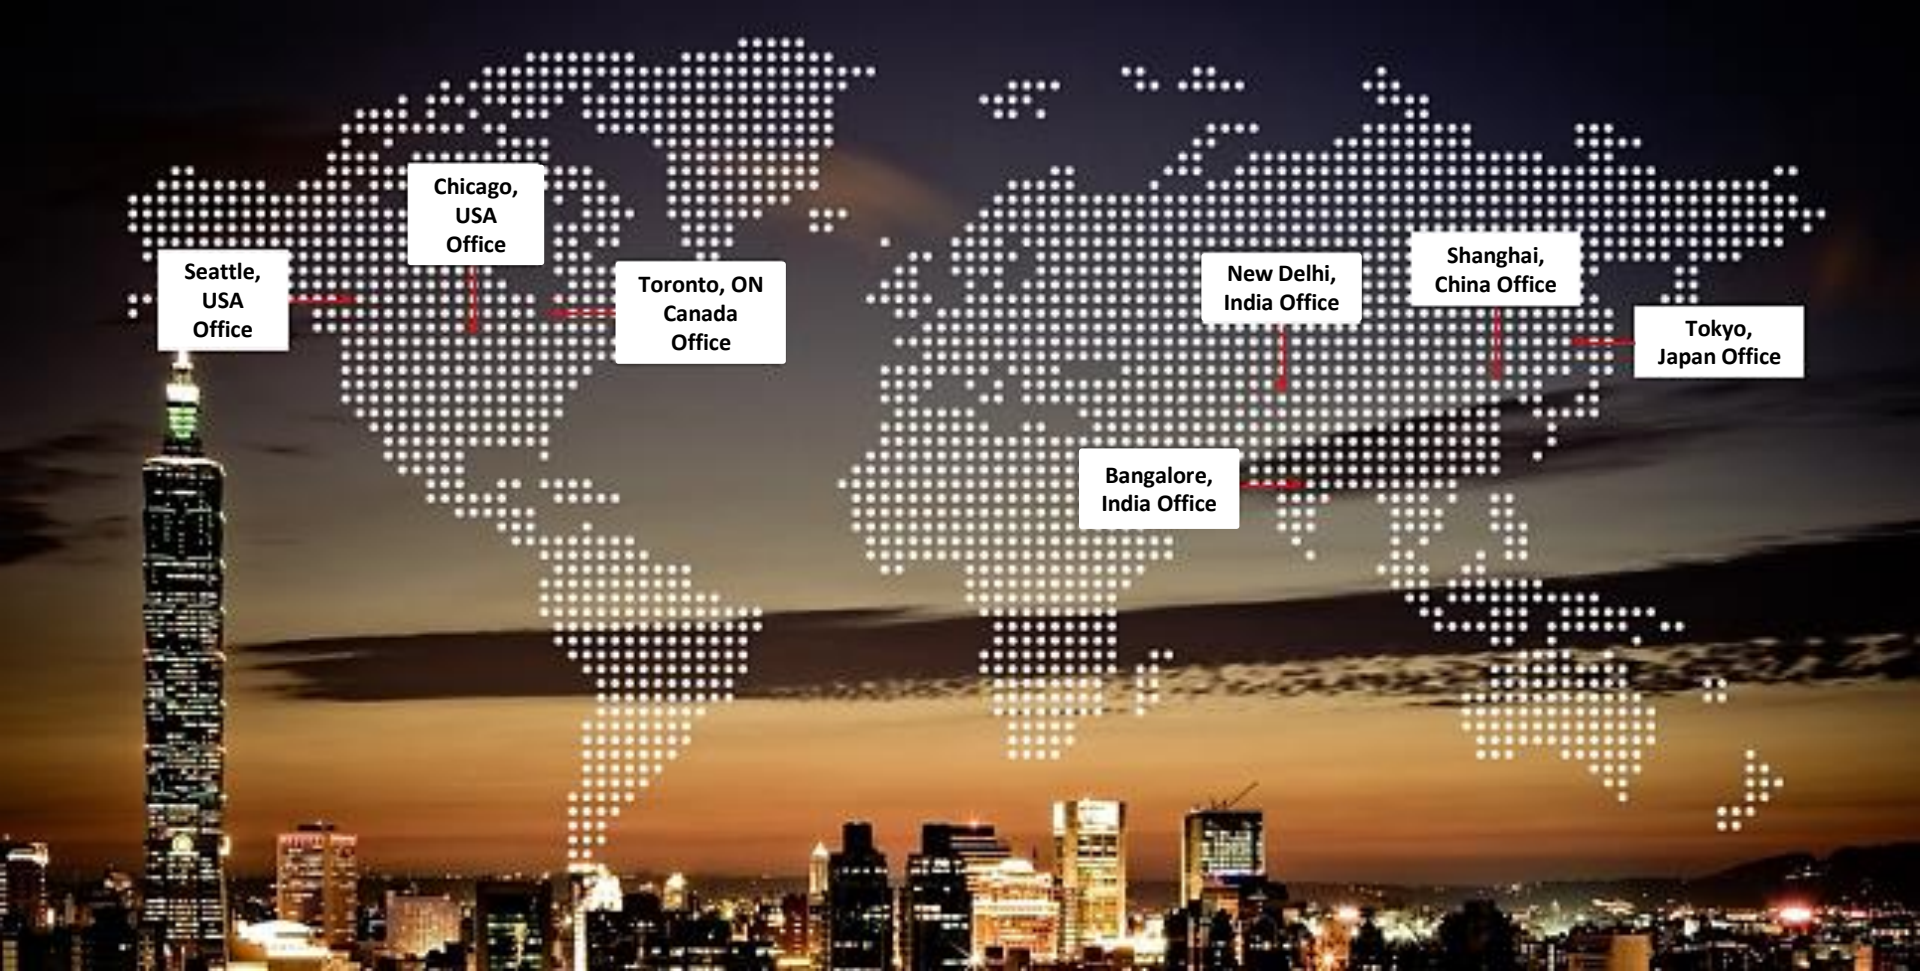 Chicago,
USA
Office
Seattle,
USA
Office
Toronto, ON
Canada
Office
New Delhi,
India Office
Shanghai,
China Office
Tokyo,
Japan Office
Bangalore,
India Office